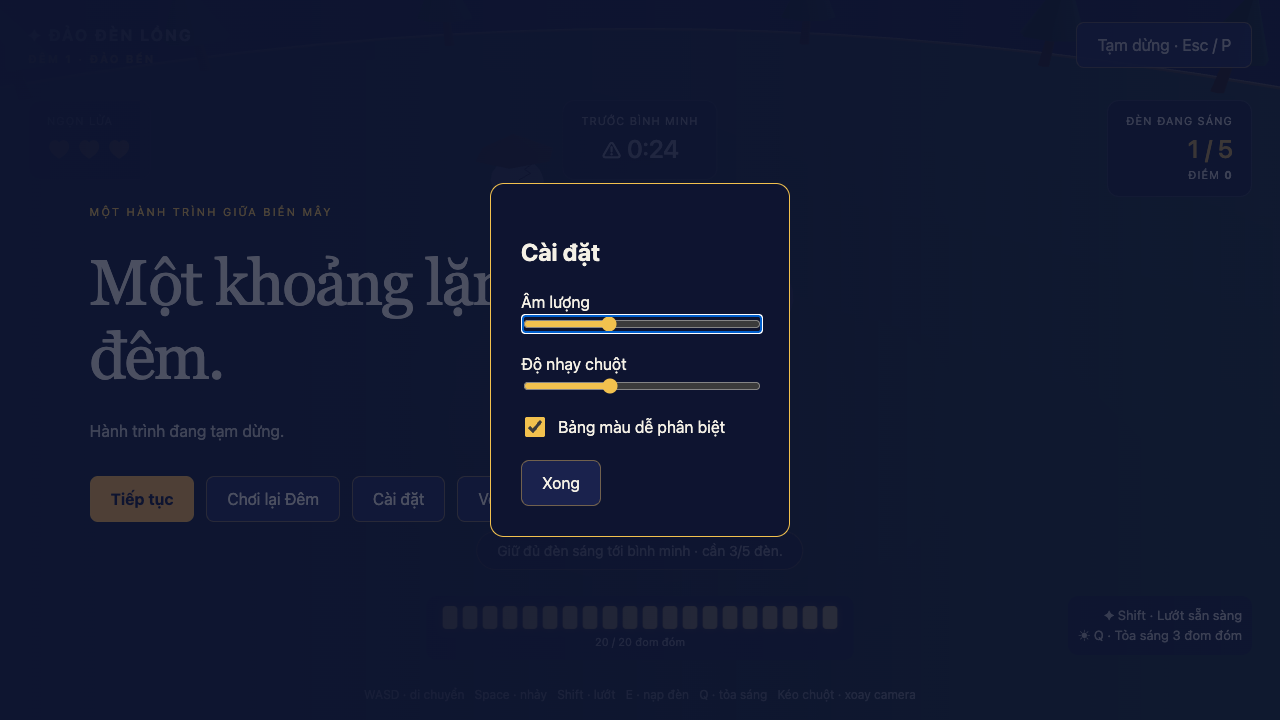 ĐẢO ĐÈN LỒNG
Tạm dừng · Esc / P
TRƯỚC BÌNH MINH
0:24
ĐÈN ĐANG SÁNG
1 / 5
ĐIỂM 0
MỘT HÀNH TRÌNH GIỮA BIỂN MÂY
Một khoảng lặn
đêm.
Hành trình đang tạm dừng.
Tiếp tục
Chơi lại Đêm
Cài đặt
Cài đặt
Âm lượng
Độ nhạy chuột
Bảng màu dễ phân biệt
Xong
Giữ đủ đèn sáng tới bình minh · cần 3/5 đèn.
20 / 20 đom đóm
Shift · Lướt sẵn sàng
Q · Tỏa sáng 3 đom đóm
WASD · di chuyển Space · nhảy Shift · lướt E · nạp đèn Q · tỏa sáng Kéo chuột · xoay camera